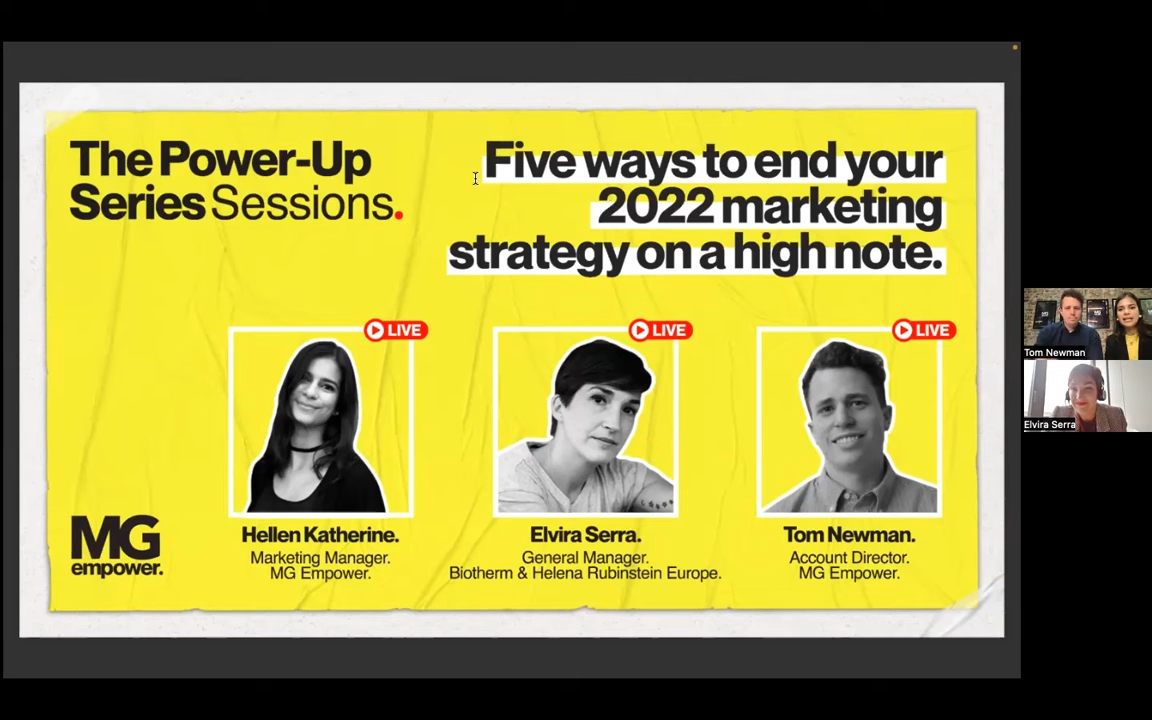 The Power-Up
Series Sessions.
Five ways to end your
2022 marketing
strategy on a high note.
LIVE
LIVE
LIVE
Hellen Katherine.
Marketing Manager.
MG Empower.
Elvira Serra.
General Manager.
Biotherm & Helena Rubinstein Europe.
Tom Newman.
Account Director.
MG Empower.
MG
empower.
Tom Newman
Elvira Serra